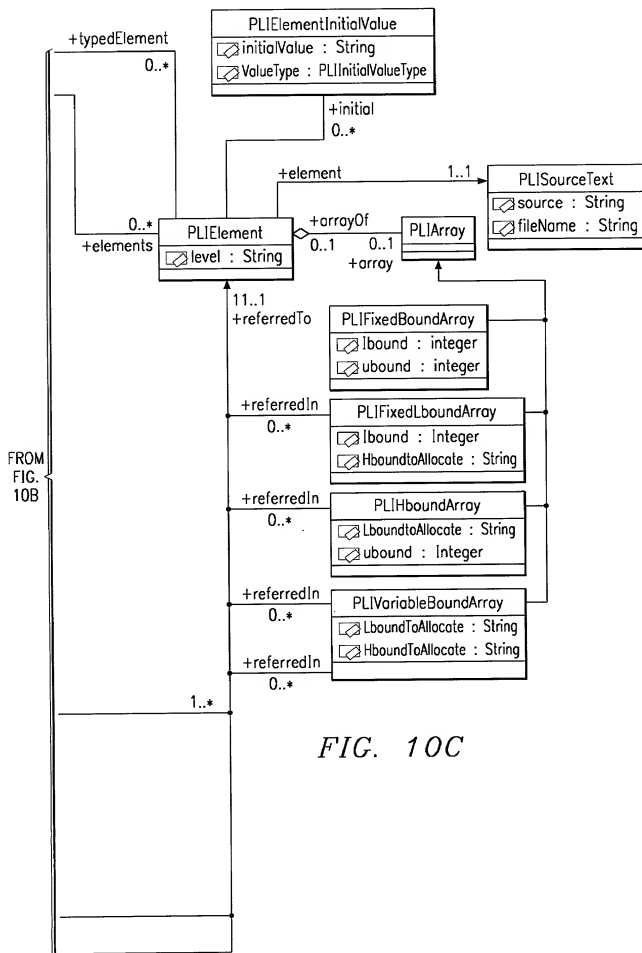 PLIElementInitialValue
initialValue : String
ValueType : PLIInitialValueType
+typedElement
0..*
+initial
0..*
+element
1..1
PLISourceText
source : String
fileName : String
0..*
+elements
PLIElement
level : String
+arrayOf
0..1
0..1
+array
PLIArray
11..1
+referredTo
PLIFixedBoundArray
lbound : integer
ubound : integer
+referredIn
0..*
PLIFixedLboundArray
lbound : Integer
HboundtoAllocate : String
FROM
FIG.
10B
+referredIn
0..*
PLIHboundArray
LboundtoAllocate : String
ubound : Integer
+referredIn
0..*
PLIVariableBoundArray
LboundToAllocate : String
HboundToAllocate : String
+referredIn
0..*
1..*
FIG. 10C